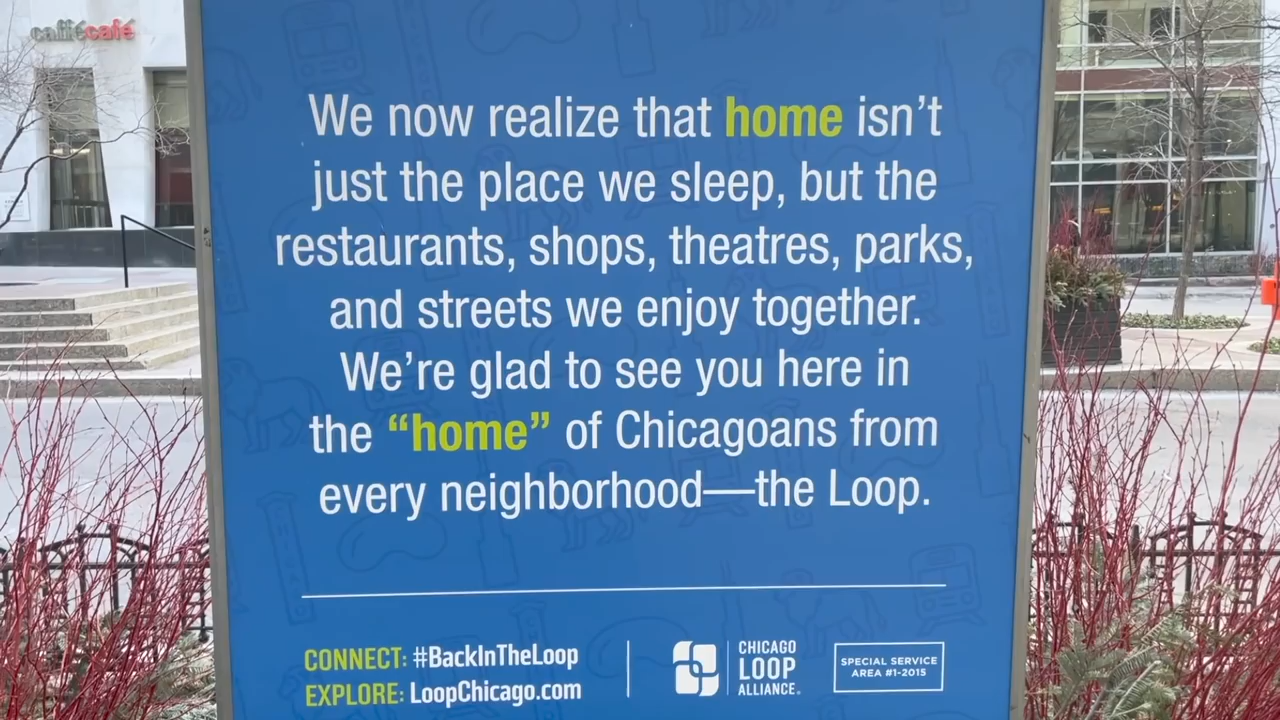 caffécafé
We now realize that home isn't
just the place we sleep, but the
restaurants, shops, theatres, parks,
and streets we enjoy together.
We're glad to see you here in
the “home” of Chicagoans from
every neighborhood—the Loop.
CONNECT: #BackInTheLoop
EXPLORE: LoopChicago.com
CHICAGO
LOOP
ALLIANCE®
SPECIAL SERVICE
AREA #1-2015